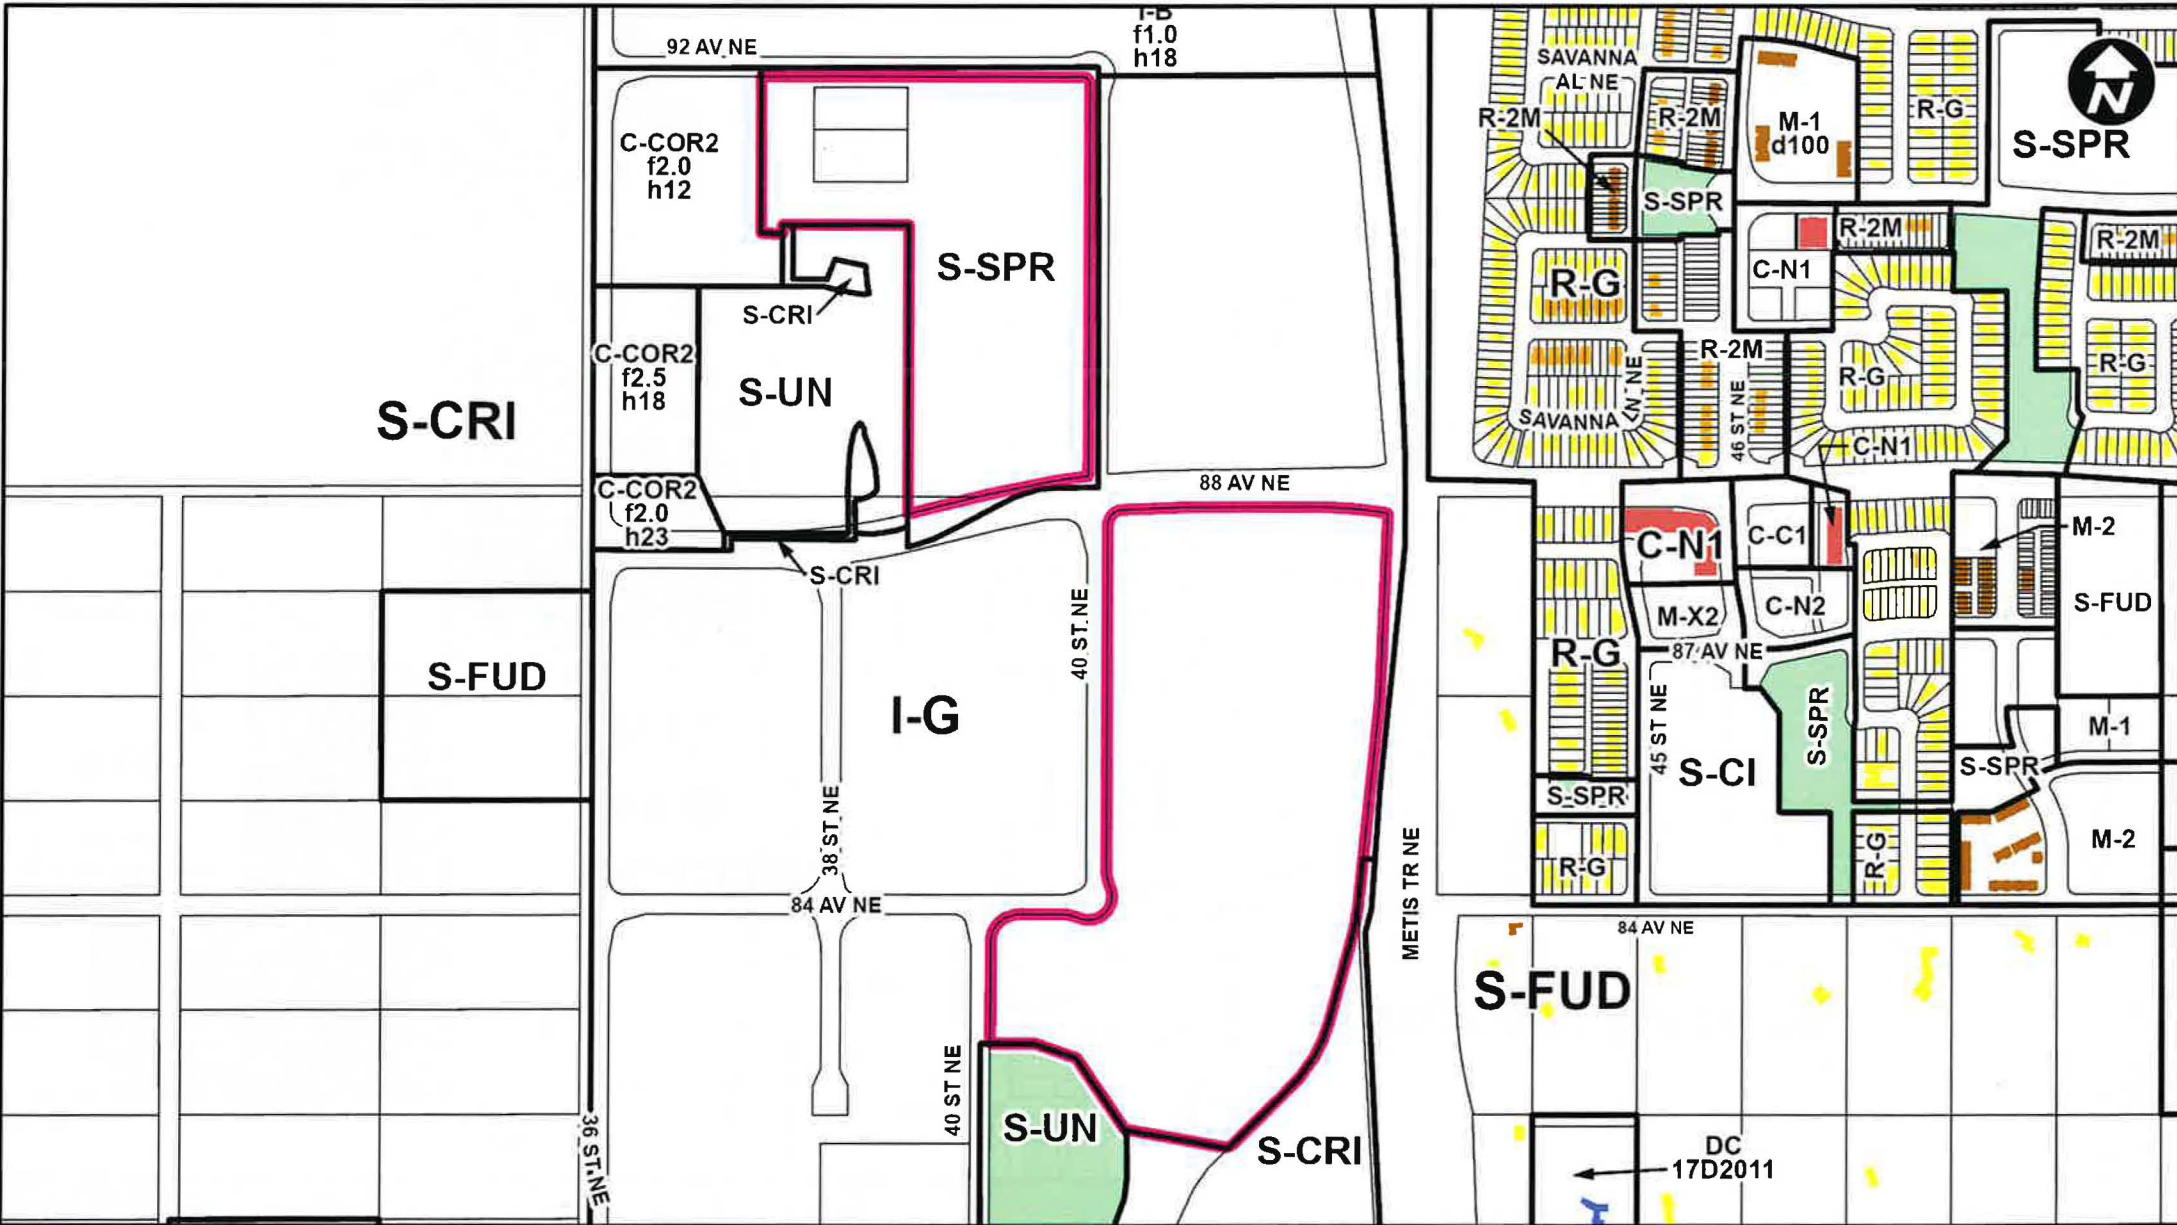 I-B
f1.0
h18
92 AV NE
SAVANNA
AL NE
N
R-2M
R-2M
M-1
d100
R-G
S-SPR
C-COR2
f2.0
h12
S-SPR
R-2M
R-2M
S-SPR
C-N1
R-G
S-CRI
C-COR2
f2.5
h18
S-UN
R-2M
R-G
R-G
LN NE
SAVANNA
46 ST NE
S-CRI
C-N1
88 AV NE
C-COR2
f2.0
h23
C-N1
C-C1
M-2
S-CRI
40 ST NE
M-X2
C-N2
S-FUD
S-FUD
R-G
87 AV NE
I-G
45 ST NE
S-SPR
M-1
S-CI
S-SPR
S-SPR
38 ST NE
METIS TR NE
R-G
R-G
M-2
84 AV NE
84 AV NE
S-FUD
40 ST NE
S-UN
S-CRI
36 ST NE
DC
17D2011